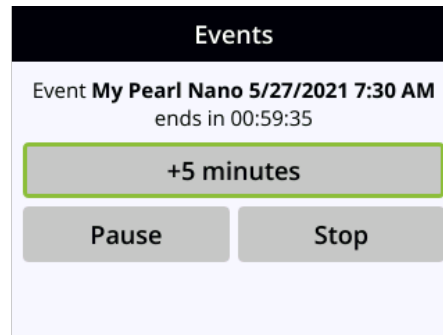 Events
Event My Pearl Nano 5/27/2021 7:30 AM
ends in 00:59:35
+5 minutes
Pause Stop